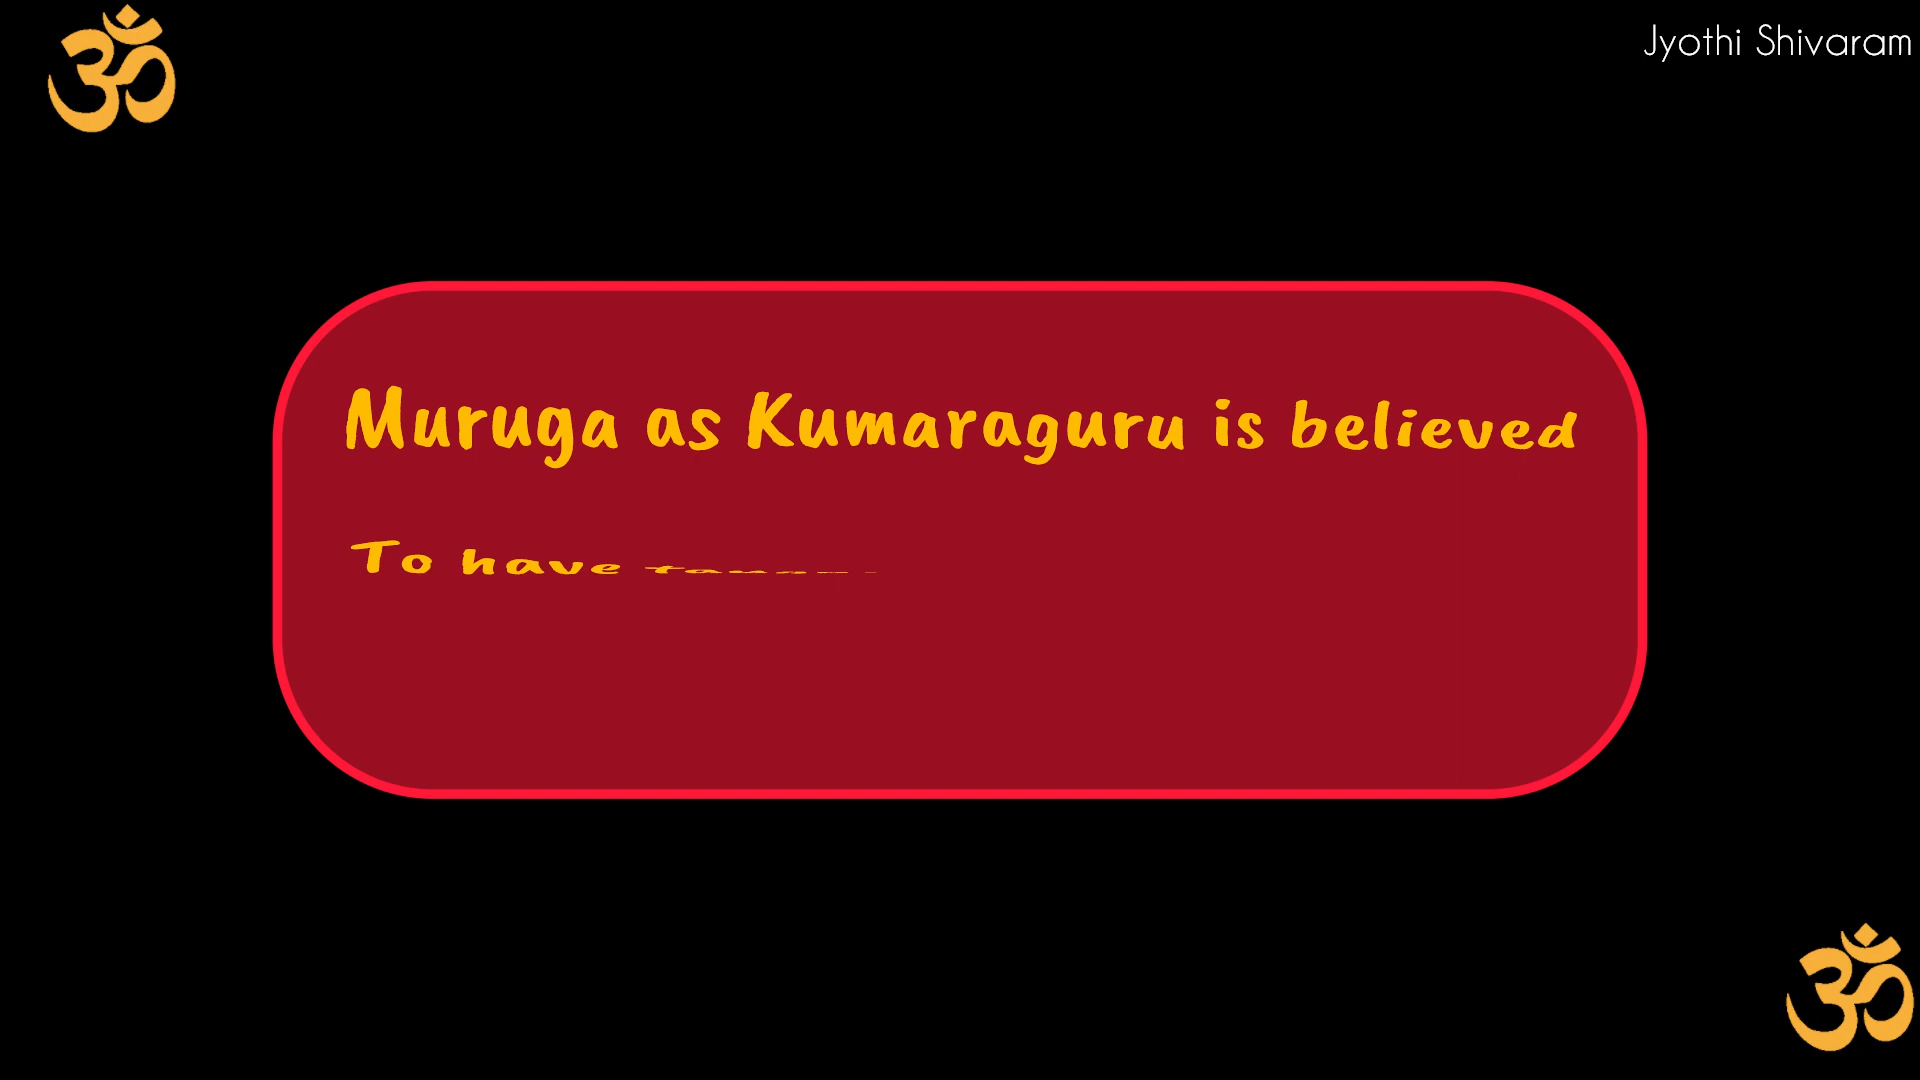 ॐ
Jyothi Shivaram
Muruga as Kumaraguru is believed
To have
ॐ